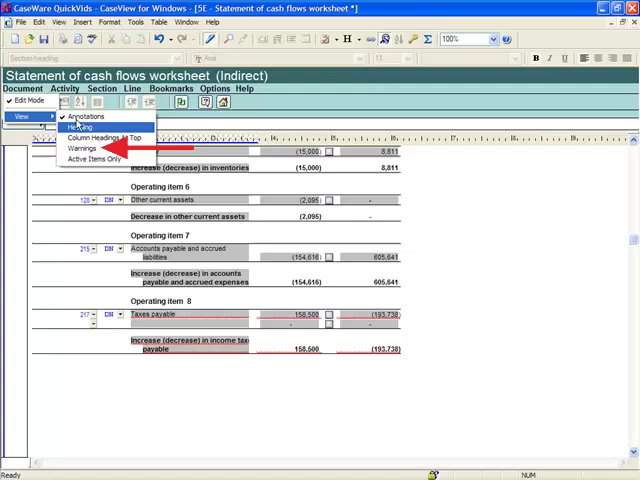 CaseWare QuickVids - CaseView for Windows - [5E - Statement of cash flows worksheet *]
File Edit View Insert Format Tools Table Window Help
Section heading Arial B I U
100%
Statement of cash flows worksheet (Indirect)
Document Activity Section Line Bookmarks Options Help
Edit Mode
View Annotations
Heading
Column Headings At Top
Warnings
Active Items Only
(15,000) 8,811
Increase (decrease) in inventories (15,000) 8,811
Operating item 6
128 DN Other current assets (2,095) -
Decrease in other current assets (2,095) -
Operating item 7
215 DN Accounts payable and accrued
liabilities (154,616) 605,641
Increase (decrease) in accounts
payable and accrued expenses (154,616) 605,641
Operating item 8
217 DN Taxes payable 158,500 (193,738)
- -
Increase (decrease) in income tax
payable 158,500 (193,738)
Ready NUM